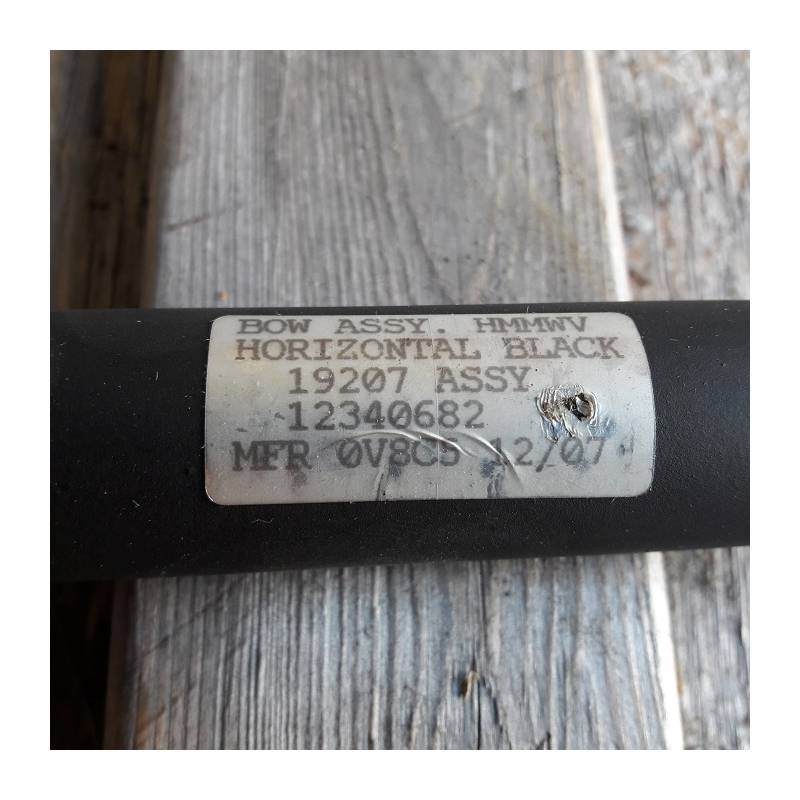 BOW ASSY. HMMWV
HORIZONTAL BLACK
19207 ASSY
12340682
MFR 0V8C5 12/07